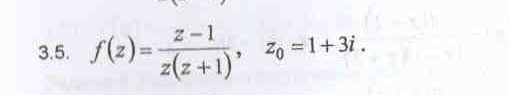 3.5. f(z) = (z − 1)/(z(z + 1)), z₀ = 1 + 3i.